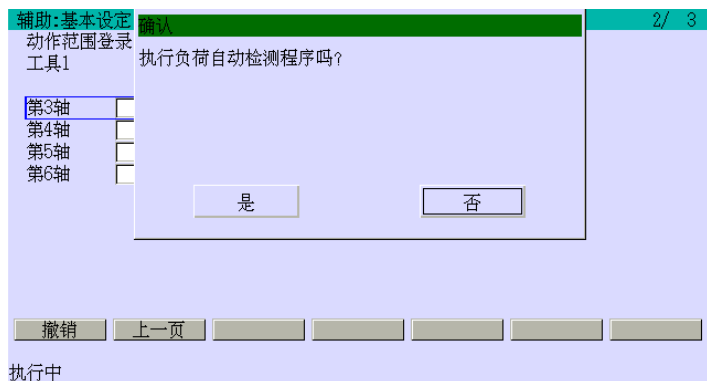 辅助:基本设定
2/ 3
确认
动作范围登录
工具1
执行负荷自动检测程序吗?
第3轴
第4轴
第5轴
第6轴
是 否
撤销 上一页
执行中